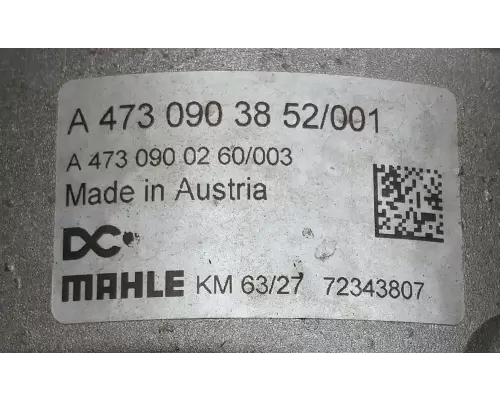 A 473 090 38 52/001
A 473 090 02 60/003
Made in Austria
DC
MAHLE KM 63/27 72343807